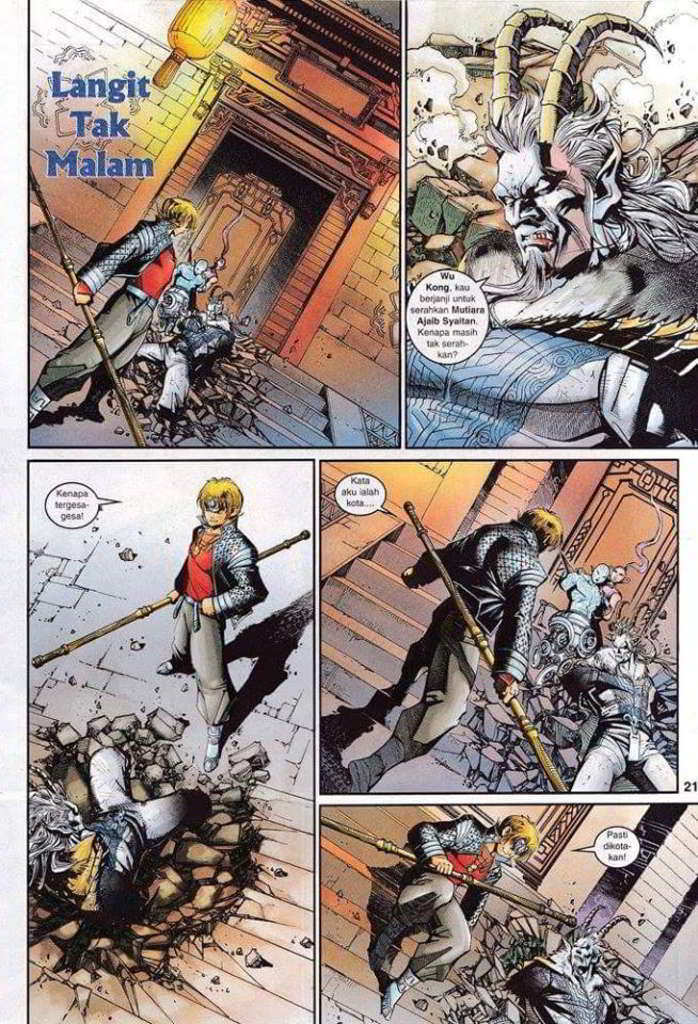 Langit
Tak
Malam
Wu
Kong, kau
berjanji untuk
serahkan Mutiara
Ajaib Syaitan.
Kenapa masih
tak serah-
kan?
Kenapa
tergesa-
gesa!
Kata
aku ialah
kota....
21
Pasti
dikota-
kan!